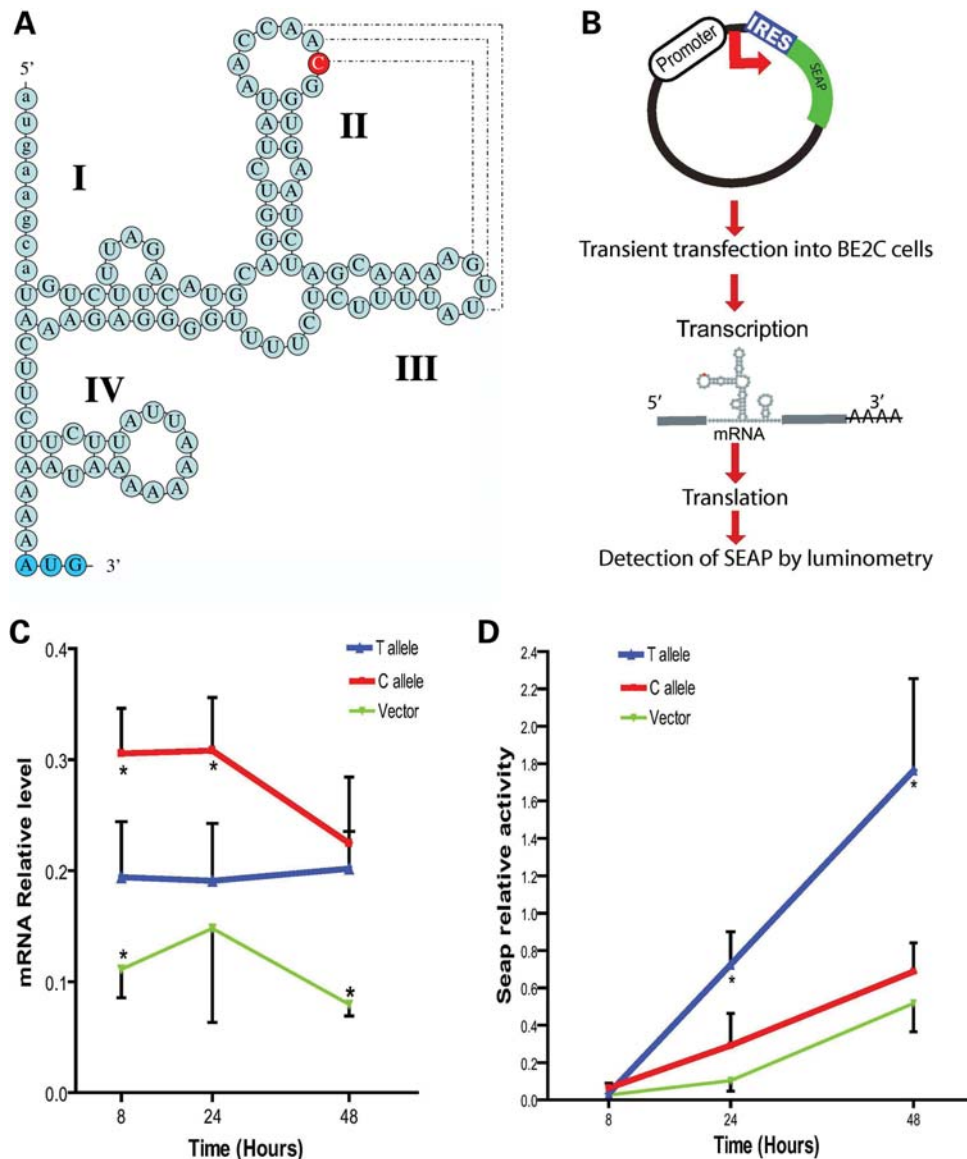 A
5'
a
u
g
a
a
g
c
a
U G U C U U A G A U C A U G C A G G U C U A U A A C C C A A C G G U G A A U C U A G C A A A A G U U A U U U C U C U U U U G G G G A G A A A
A
C
U
U
C
U U C U U A U U A A A A A A U A A
A
A
A
A U G 3'
I
II
III
IV
B
Promoter
IRES
SEAP
Transient transfection into BE2C cells
Transcription
5' 3'
AAAA
mRNA
Translation
Detection of SEAP by luminometry
C
T allele
C allele
Vector
mRNA Relative level
0.4
0.3
0.2
0.1
0.0
*
*
*
*
8 24 48
Time (Hours)
D
T allele
C allele
Vector
Seap relative activity
2.4
2.2
2.0
1.8
1.6
1.4
1.2
1.0
0.8
0.6
0.4
0.2
0.0
*
*
8 24 48
Time (Hours)